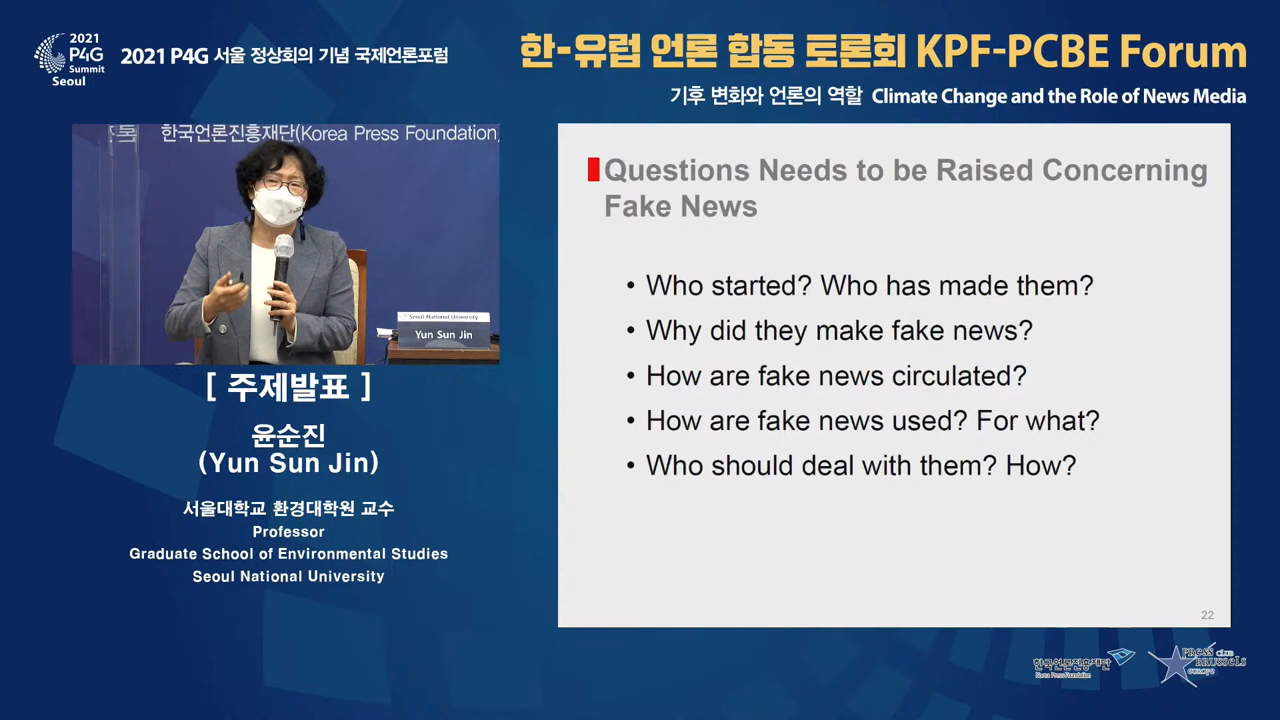 2021
P4G
Summit
Seoul
2021 P4G 서울 정상회의 기념 국제언론포럼
한-유럽 언론 합동 토론회 KPF-PCBE Forum
기후 변화와 언론의 역할 Climate Change and the Role of News Media
한국언론진흥재단(Korea Press Foundation)
Seoul National University
Yun Sun Jin
[ 주제발표 ]
윤순진
(Yun Sun Jin)
서울대학교 환경대학원 교수
Professor
Graduate School of Environmental Studies
Seoul National University
Questions Needs to be Raised Concerning
Fake News
• Who started? Who has made them?
• Why did they make fake news?
• How are fake news circulated?
• How are fake news used? For what?
• Who should deal with them? How?
22
한국언론진흥재단
Korea Press Foundation
PRESS CLUB
BRUSSELS
europe